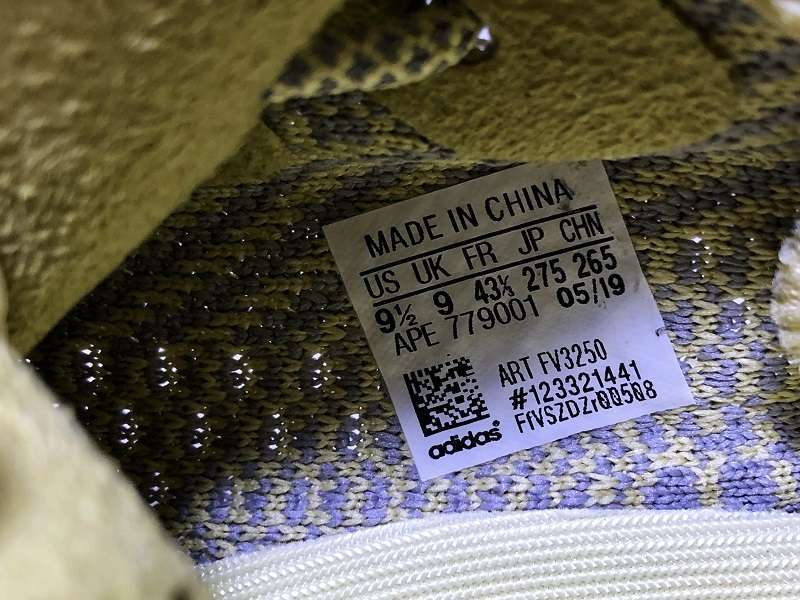 MADE IN CHINA
US UK FR JP CHN
9½ 9 43⅓ 275 265
APE 779001 05/19
ART FV3250
#123321441
FfVSZDZrQQ508
adidas